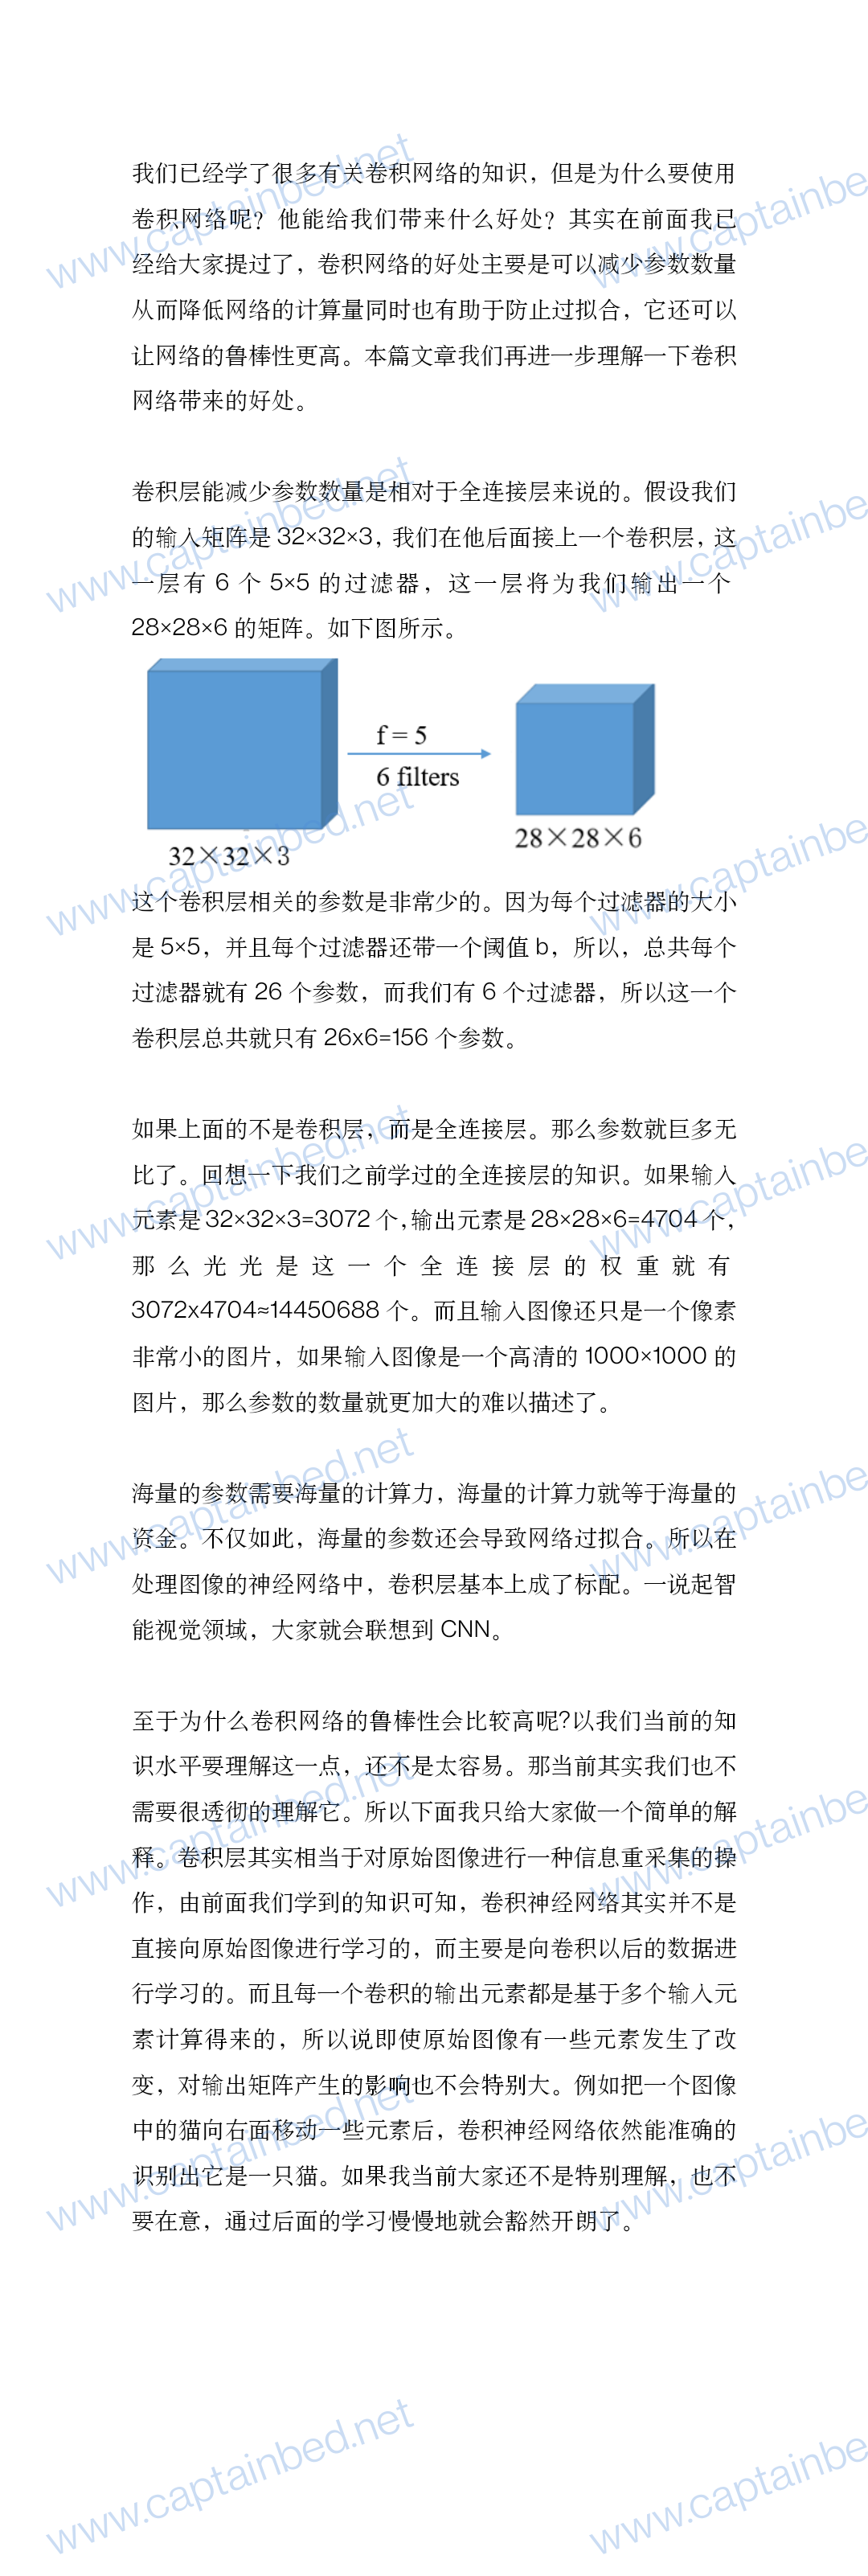 我们已经学了很多有关卷积网络的知识，但是为什么要使用
卷积网络呢？他能给我们带来什么好处？其实在前面我已
经给大家提过了，卷积网络的好处主要是可以减少参数数量
从而降低网络的计算量同时也有助于防止过拟合，它还可以
让网络的鲁棒性更高。本篇文章我们再进一步理解一下卷积
网络带来的好处。
卷积层能减少参数数量是相对于全连接层来说的。假设我们
的输入矩阵是 32×32×3，我们在他后面接上一个卷积层，这
一层有 6 个 5×5 的过滤器，这一层将为我们输出一个
28×28×6 的矩阵。如下图所示。
f = 5
6 filters
32×32×3
28×28×6
这个卷积层相关的参数是非常少的。因为每个过滤器的大小
是 5×5，并且每个过滤器还带一个阈值 b，所以，总共每个
过滤器就有 26 个参数，而我们有 6 个过滤器，所以这一个
卷积层总共就只有 26x6=156 个参数。
如果上面的不是卷积层，而是全连接层。那么参数就巨多无
比了。回想一下我们之前学过的全连接层的知识。如果输入
元素是 32×32×3=3072 个，输出元素是 28×28×6=4704 个，
那么光光是这一个全连接层的权重就有
3072x4704≈14450688 个。而且输入图像还只是一个像素
非常小的图片，如果输入图像是一个高清的 1000×1000 的
图片，那么参数的数量就更加大的难以描述了。
海量的参数需要海量的计算力，海量的计算力就等于海量的
资金。不仅如此，海量的参数还会导致网络过拟合。所以在
处理图像的神经网络中，卷积层基本上成了标配。一说起智
能视觉领域，大家就会联想到 CNN。
至于为什么卷积网络的鲁棒性会比较高呢?以我们当前的知
识水平要理解这一点，还不是太容易。那当前其实我们也不
需要很透彻的理解它。所以下面我只给大家做一个简单的解
释。卷积层其实相当于对原始图像进行一种信息重采集的操
作，由前面我们学到的知识可知，卷积神经网络其实并不是
直接向原始图像进行学习的，而主要是向卷积以后的数据进
行学习的。而且每一个卷积的输出元素都是基于多个输入元
素计算得来的，所以说即使原始图像有一些元素发生了改
变，对输出矩阵产生的影响也不会特别大。例如把一个图像
中的猫向右面移动一些元素后，卷积神经网络依然能准确的
识别出它是一只猫。如果我当前大家还不是特别理解，也不
要在意，通过后面的学习慢慢地就会豁然开朗了。
www.captainbed.net